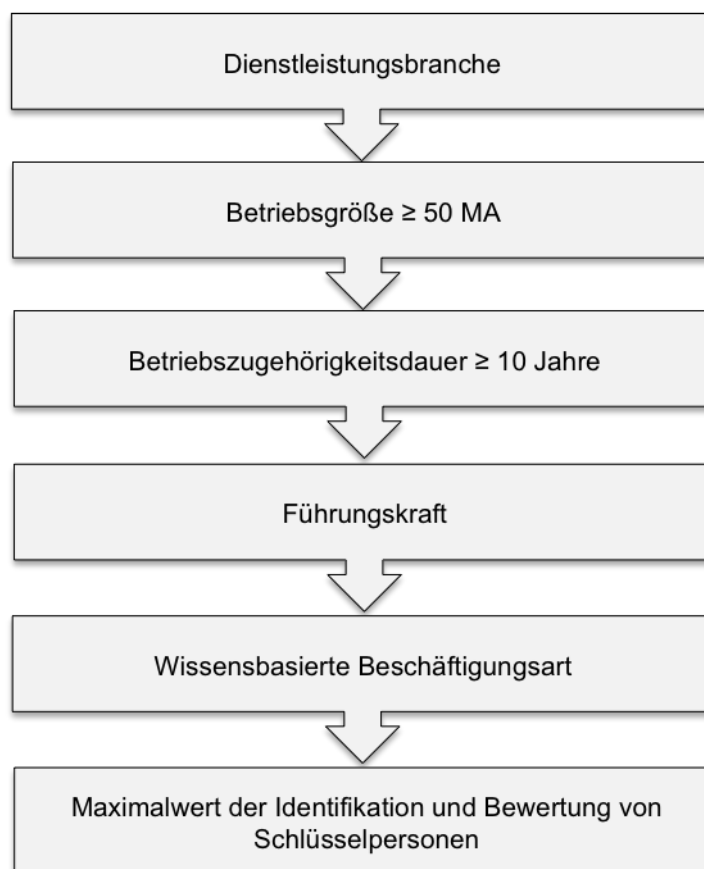 Dienstleistungsbranche
Betriebsgröße ≥ 50 MA
Betriebszugehörigkeitsdauer ≥ 10 Jahre
Führungskraft
Wissensbasierte Beschäftigungsart
Maximalwert der Identifikation und Bewertung von
Schlüsselpersonen